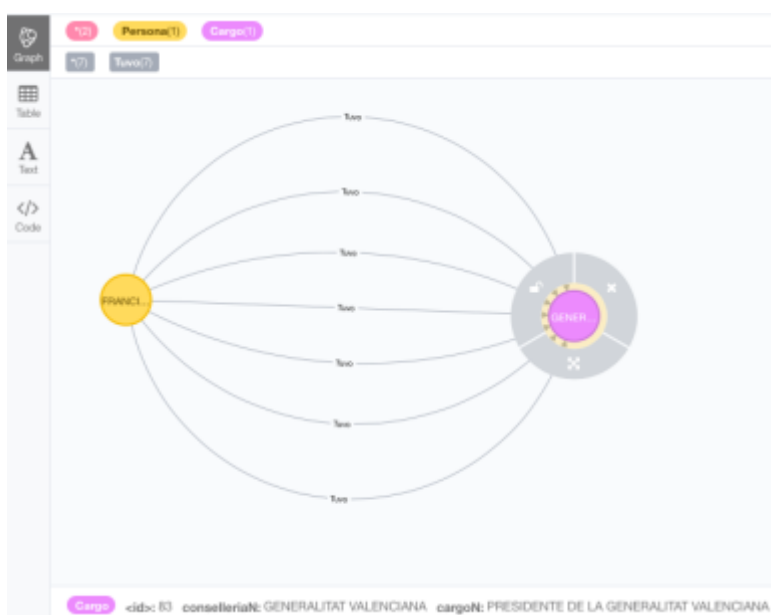 *(2) Persona(1) Cargo(1)
*(7) Tuvo(7)
Graph
Table
A
Text
</>
Code
Tuvo
Tuvo
Tuvo
Tuvo
Tuvo
Tuvo
Tuvo
FRANCI...
GENER...
Cargo <id>: 83 conselleriaN: GENERALITAT VALENCIANA cargoN: PRESIDENTE DE LA GENERALITAT VALENCIANA